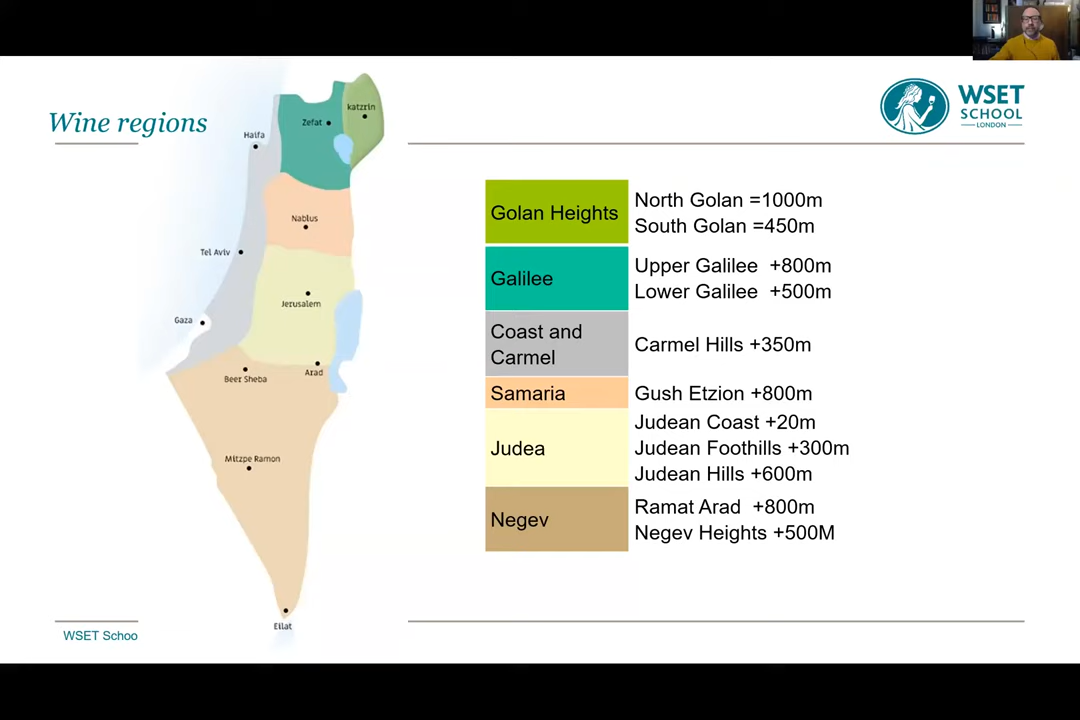 Wine regions
WSET
SCHOOL
LONDON
katzrin
Zefat
Haifa
Nablus
Tel Aviv
Jerusalem
Gaza
Arad
Beer Sheba
Mitzpe Ramon
Eilat
Golan Heights
North Golan =1000m
South Golan =450m
Galilee
Upper Galilee +800m
Lower Galilee +500m
Coast and
Carmel
Carmel Hills +350m
Samaria
Gush Etzion +800m
Judea
Judean Coast +20m
Judean Foothills +300m
Judean Hills +600m
Negev
Ramat Arad +800m
Negev Heights +500M
WSET Schoo